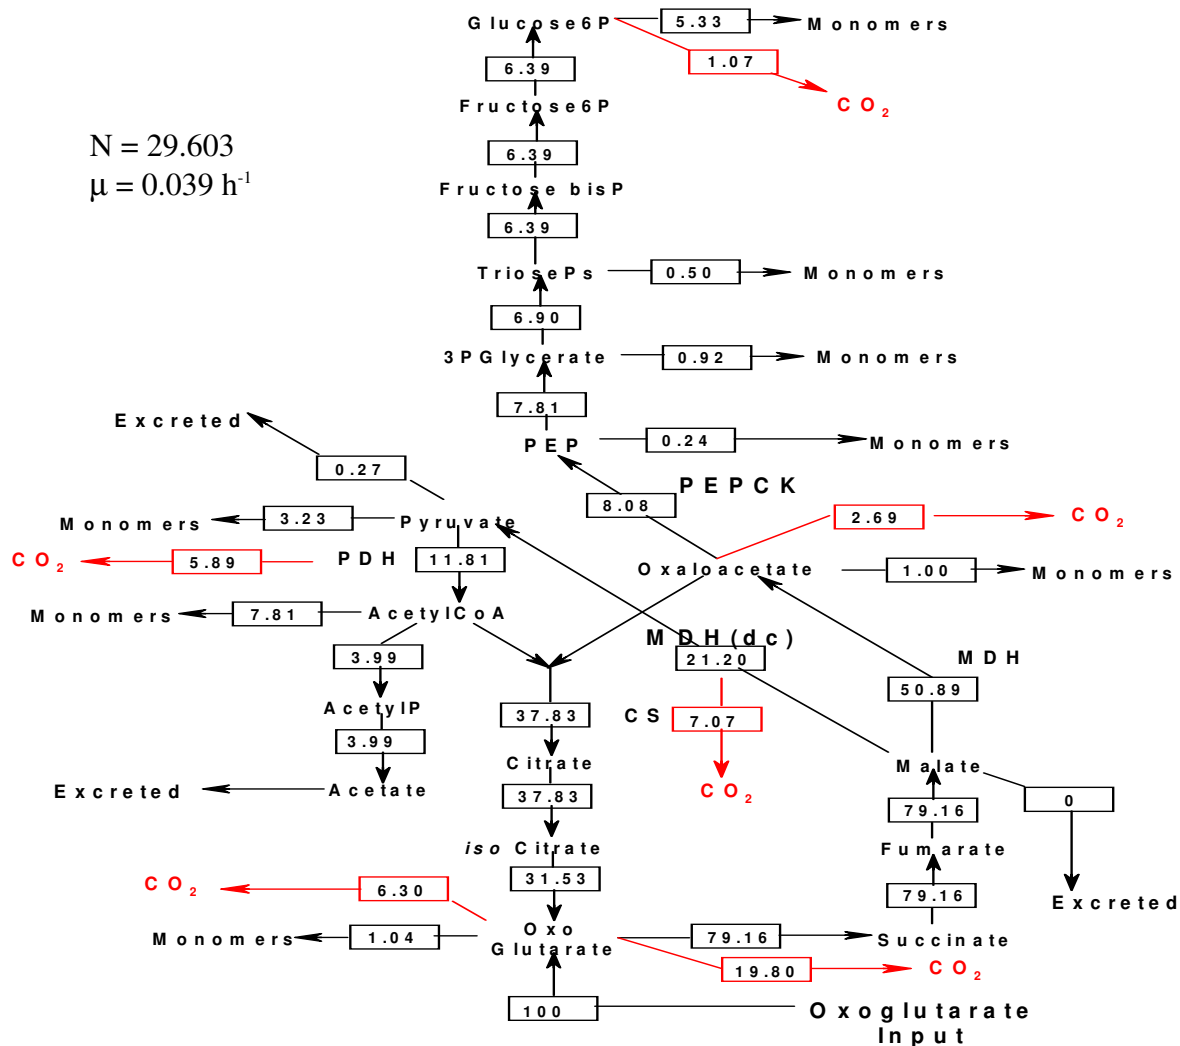 Glucose6P 5.33 Monomers
1.07
CO2
6.39
Fructose6P
N = 29.603
6.39
μ = 0.039 h-1
Fructose bisP
6.39
TriosePs 0.50 Monomers
6.90
3PGlycerate 0.92 Monomers
7.81
Excreted
PEP 0.24 Monomers
0.27
PEPCK
8.08
Monomers 3.23 Pyruvate
2.69 CO2
CO2 5.89 PDH 11.81
Oxaloacetate 1.00 Monomers
Monomers 7.81 AcetylCoA
MDH(dc)
3.99 21.20 MDH
50.89
AcetylP 37.83 CS 7.07
3.99
Citrate Malate
Excreted Acetate 37.83 CO2 0
79.16
iso Citrate Fumarate
CO2 6.30 31.53 79.16
Excreted
Monomers 1.04 Oxo
Glutarate 79.16 Succinate
19.80 CO2
100 Oxoglutarate
Input